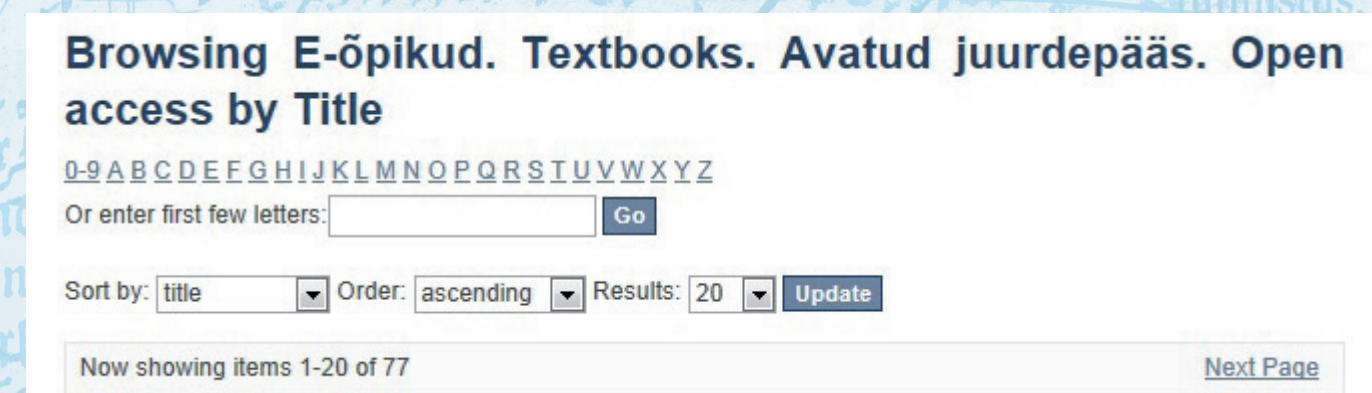 Browsing E-õpikud. Textbooks. Avatud juurdepääs. Open
access by Title
0-9 A B C D E F G H I J K L M N O P Q R S T U V W X Y Z
Or enter first few letters: Go
Sort by: title Order: ascending Results: 20 Update
Now showing items 1-20 of 77 Next Page